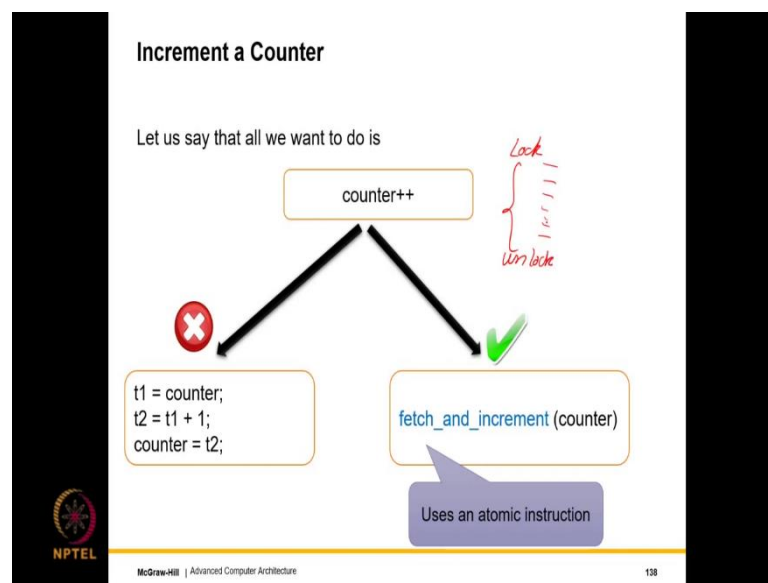 Increment a Counter
Let us say that all we want to do is
Lock
counter++
unlock
t1 = counter;
t2 = t1 + 1;
counter = t2;
fetch_and_increment (counter)
Uses an atomic instruction
NPTEL
McGraw-Hill | Advanced Computer Architecture
138